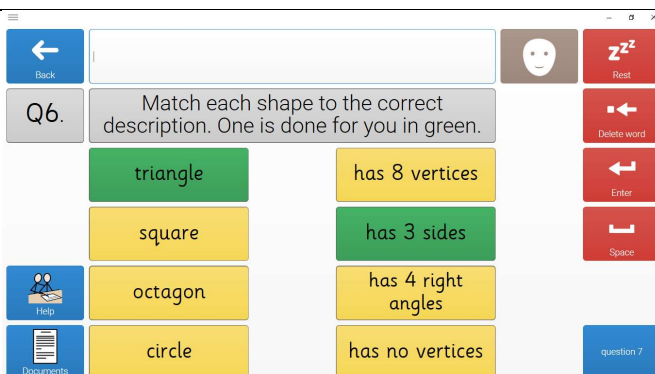 Back
zzz
Rest
Q6.
Match each shape to the correct
description. One is done for you in green.
Delete word
triangle
has 8 vertices
Enter
square
has 3 sides
Space
Help
octagon
has 4 right
angles
Documents
circle
has no vertices
question 7